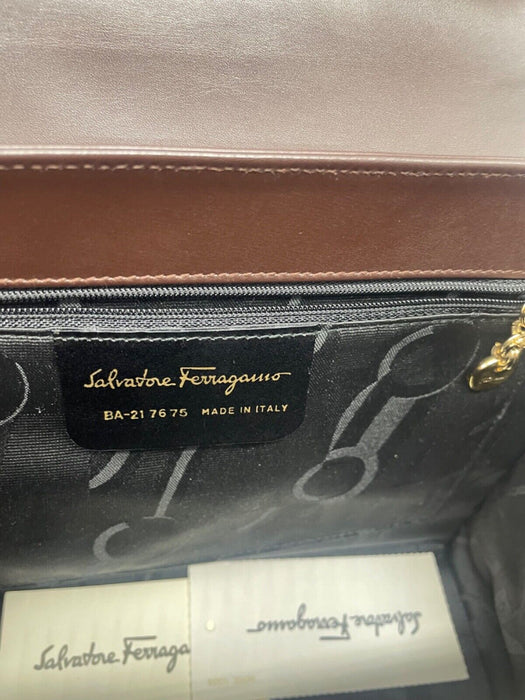 Salvatore Ferragamo
BA-21 7675 MADE IN ITALY
Salvatore Ferraga
Salvatore Ferragamo